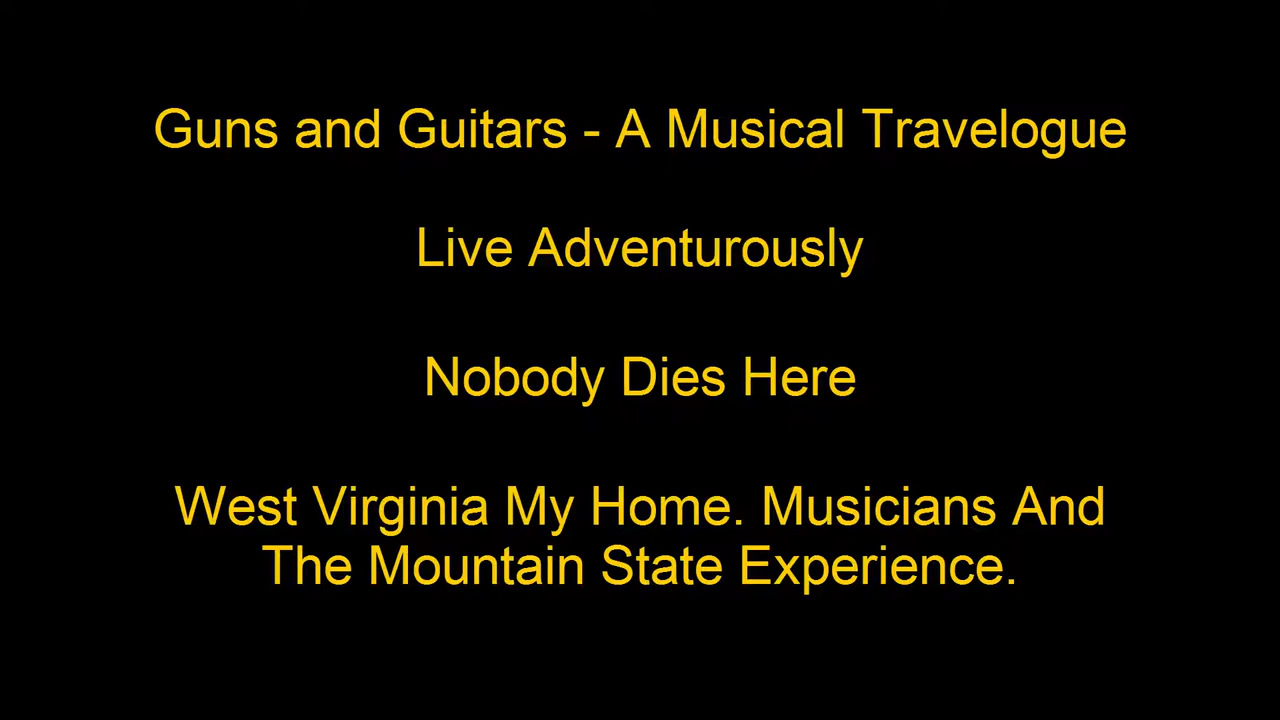 Guns and Guitars - A Musical Travelogue
Live Adventurously
Nobody Dies Here
West Virginia My Home. Musicians And
The Mountain State Experience.